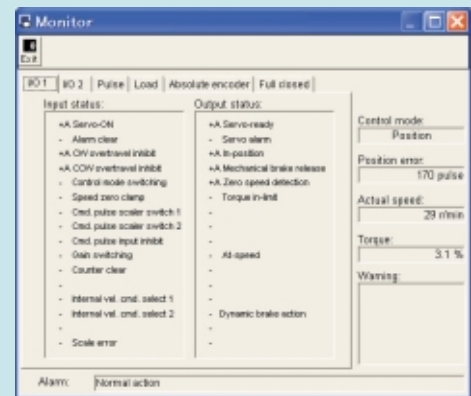 Monitor
Exit
I/O 1 I/O 2 Pulse Load Absolute encoder Full closed
Input status:
+A Servo-ON
- Alarm clear
+A CW overtravel inhibit
+A CCW overtravel inhibit
- Control mode switching
- Speed zero clamp
- Cmd. pulse scaler switch 1
- Cmd. pulse scaler switch 2
- Cmd. pulse input inhibit
- Gain switching
- Counter clear
-
- Internal vel. cmd. select 1
- Internal vel. cmd. select 2
-
- Scale error
Output status:
+A Servo-ready
- Servo alarm
+A In-position
+A Mechanical brake release
+A Zero speed detection
- Torque in-limit
-
-
-
- At-speed
-
-
-
- Dynamic brake action
-
-
Control mode:
Position
Position error:
170 pulse
Actual speed:
29 r/min
Torque:
3.1 %
Warning:
Alarm: Normal action